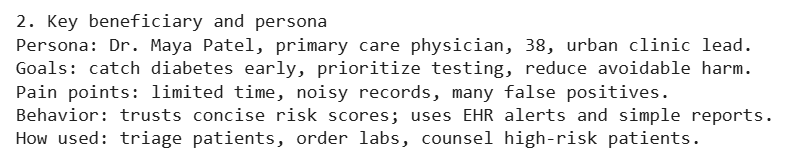 2. Key beneficiary and persona
Persona: Dr. Maya Patel, primary care physician, 38, urban clinic lead.
Goals: catch diabetes early, prioritize testing, reduce avoidable harm.
Pain points: limited time, noisy records, many false positives.
Behavior: trusts concise risk scores; uses EHR alerts and simple reports.
How used: triage patients, order labs, counsel high-risk patients.